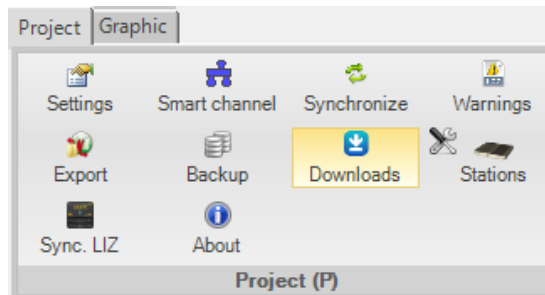 Project Graphic
Settings Smart channel Synchronize Warnings
Export Backup Downloads Stations
Sync. LIZ About
Project (P)